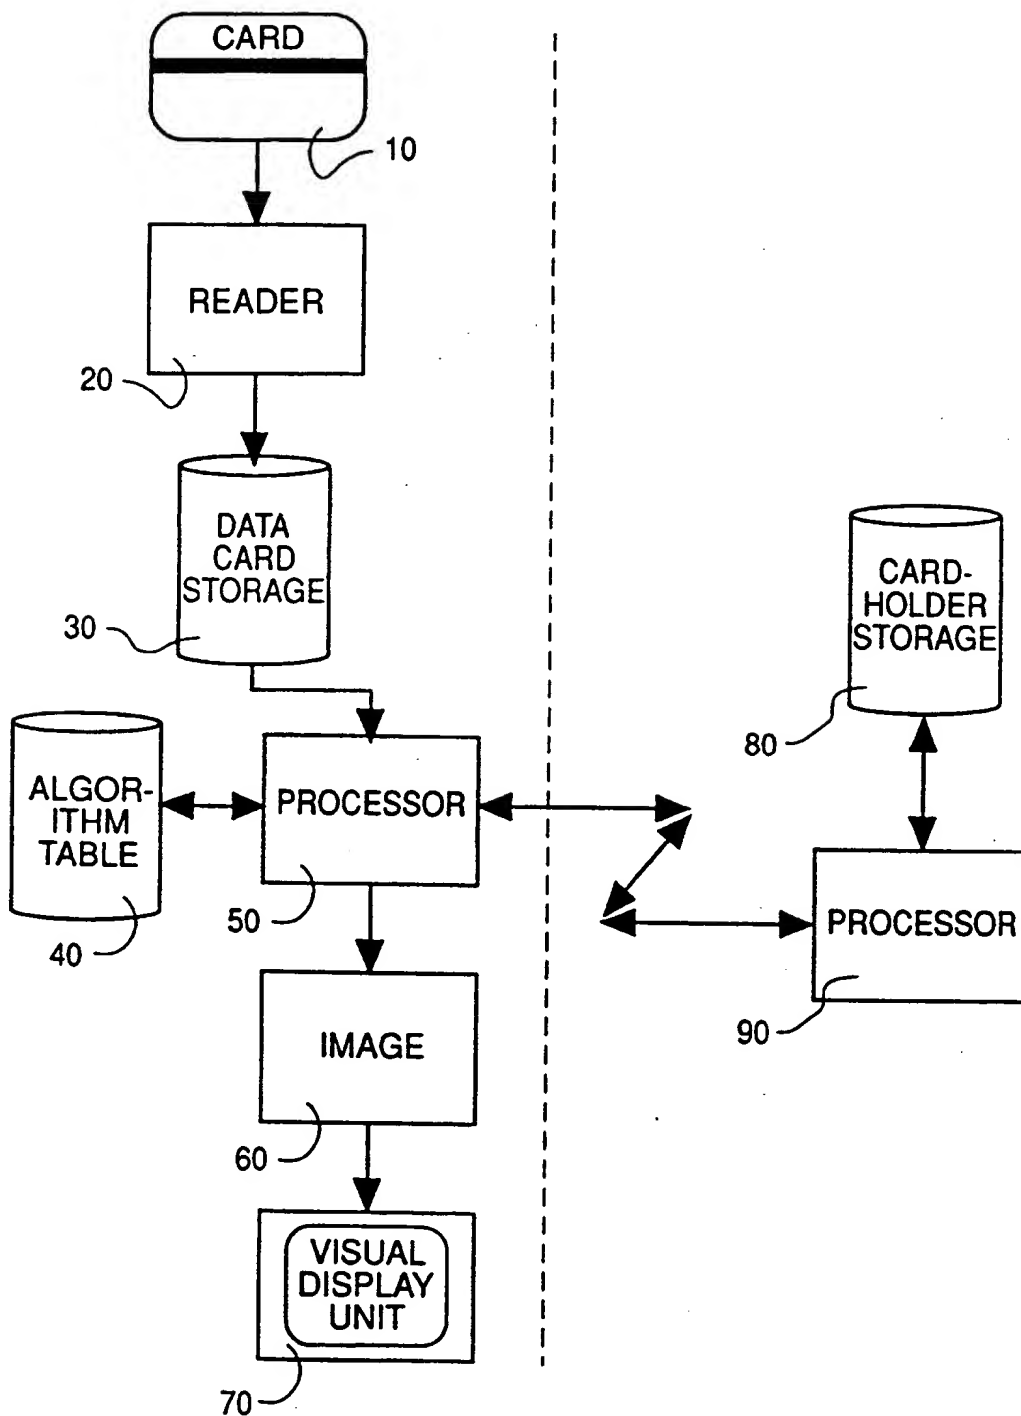 CARD
10
READER
20
DATA
CARD
STORAGE
30
CARD-
HOLDER
STORAGE
80
ALGOR-
ITHM
TABLE
40
PROCESSOR
50
PROCESSOR
90
IMAGE
60
VISUAL
DISPLAY
UNIT
70